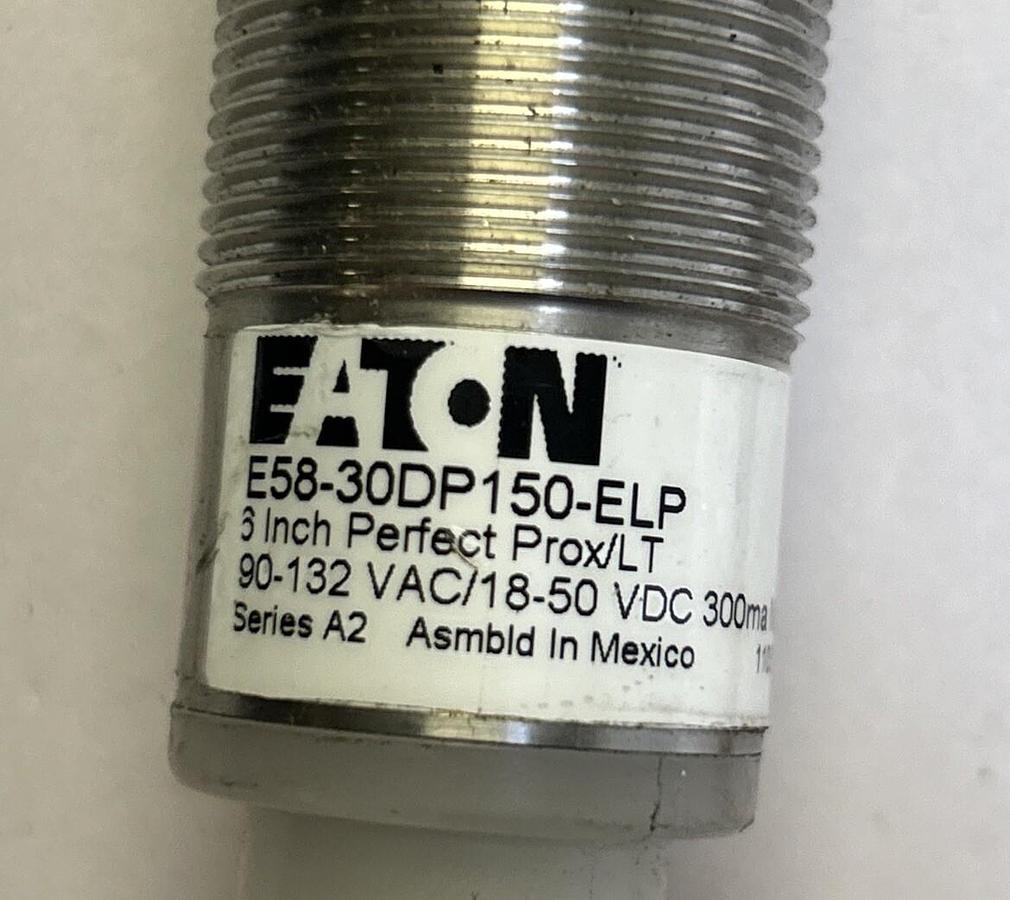 EATON
E58-30DP150-ELP
6 Inch Perfect Prox/LT
90-132 VAC/18-50 VDC 300ma
Series A2 Asmbld In Mexico